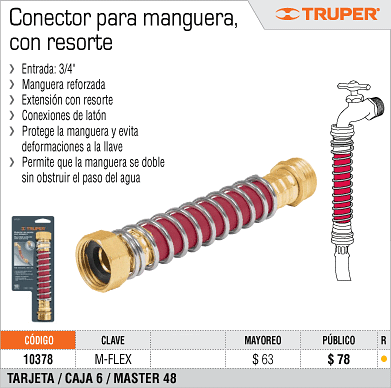 Conector para manguera,
con resorte
TRUPER®
› Entrada: 3/4"
› Manguera reforzada
› Extensión con resorte
› Conexiones de latón
› Protege la manguera y evita
deformaciones a la llave
› Permite que la manguera se doble
sin obstruir el paso del agua
TRUPER
CÓDIGO CLAVE MAYOREO PÚBLICO R
10378 M-FLEX $ 63 $ 78
TARJETA / CAJA 6 / MASTER 48